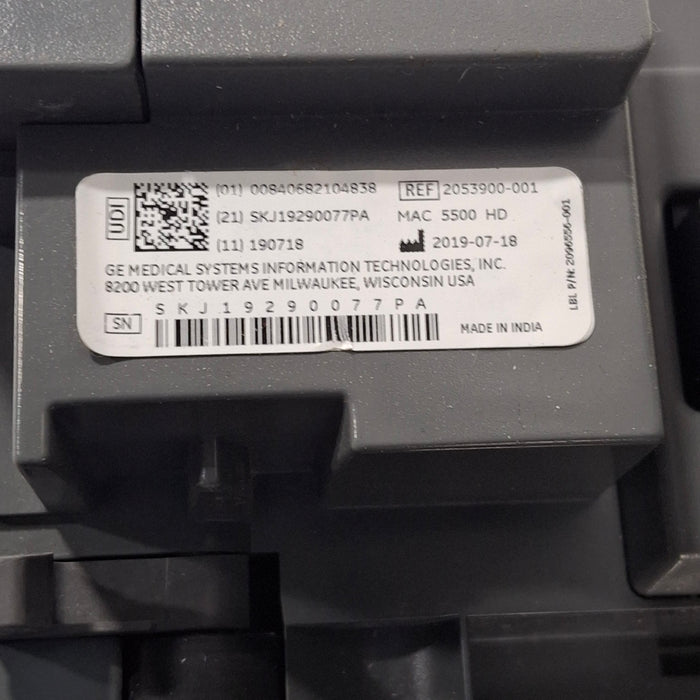 UDI
(01) 00840682104838
REF 2053900-001
(21) SKJ19290077PA
MAC 5500 HD
(11) 190718
2019-07-18
GE MEDICAL SYSTEMS INFORMATION TECHNOLOGIES, INC.
8200 WEST TOWER AVE MILWAUKEE, WISCONSIN USA
SKJ19290077PA
SN
MADE IN INDIA
LBL P/N: 2096556-001